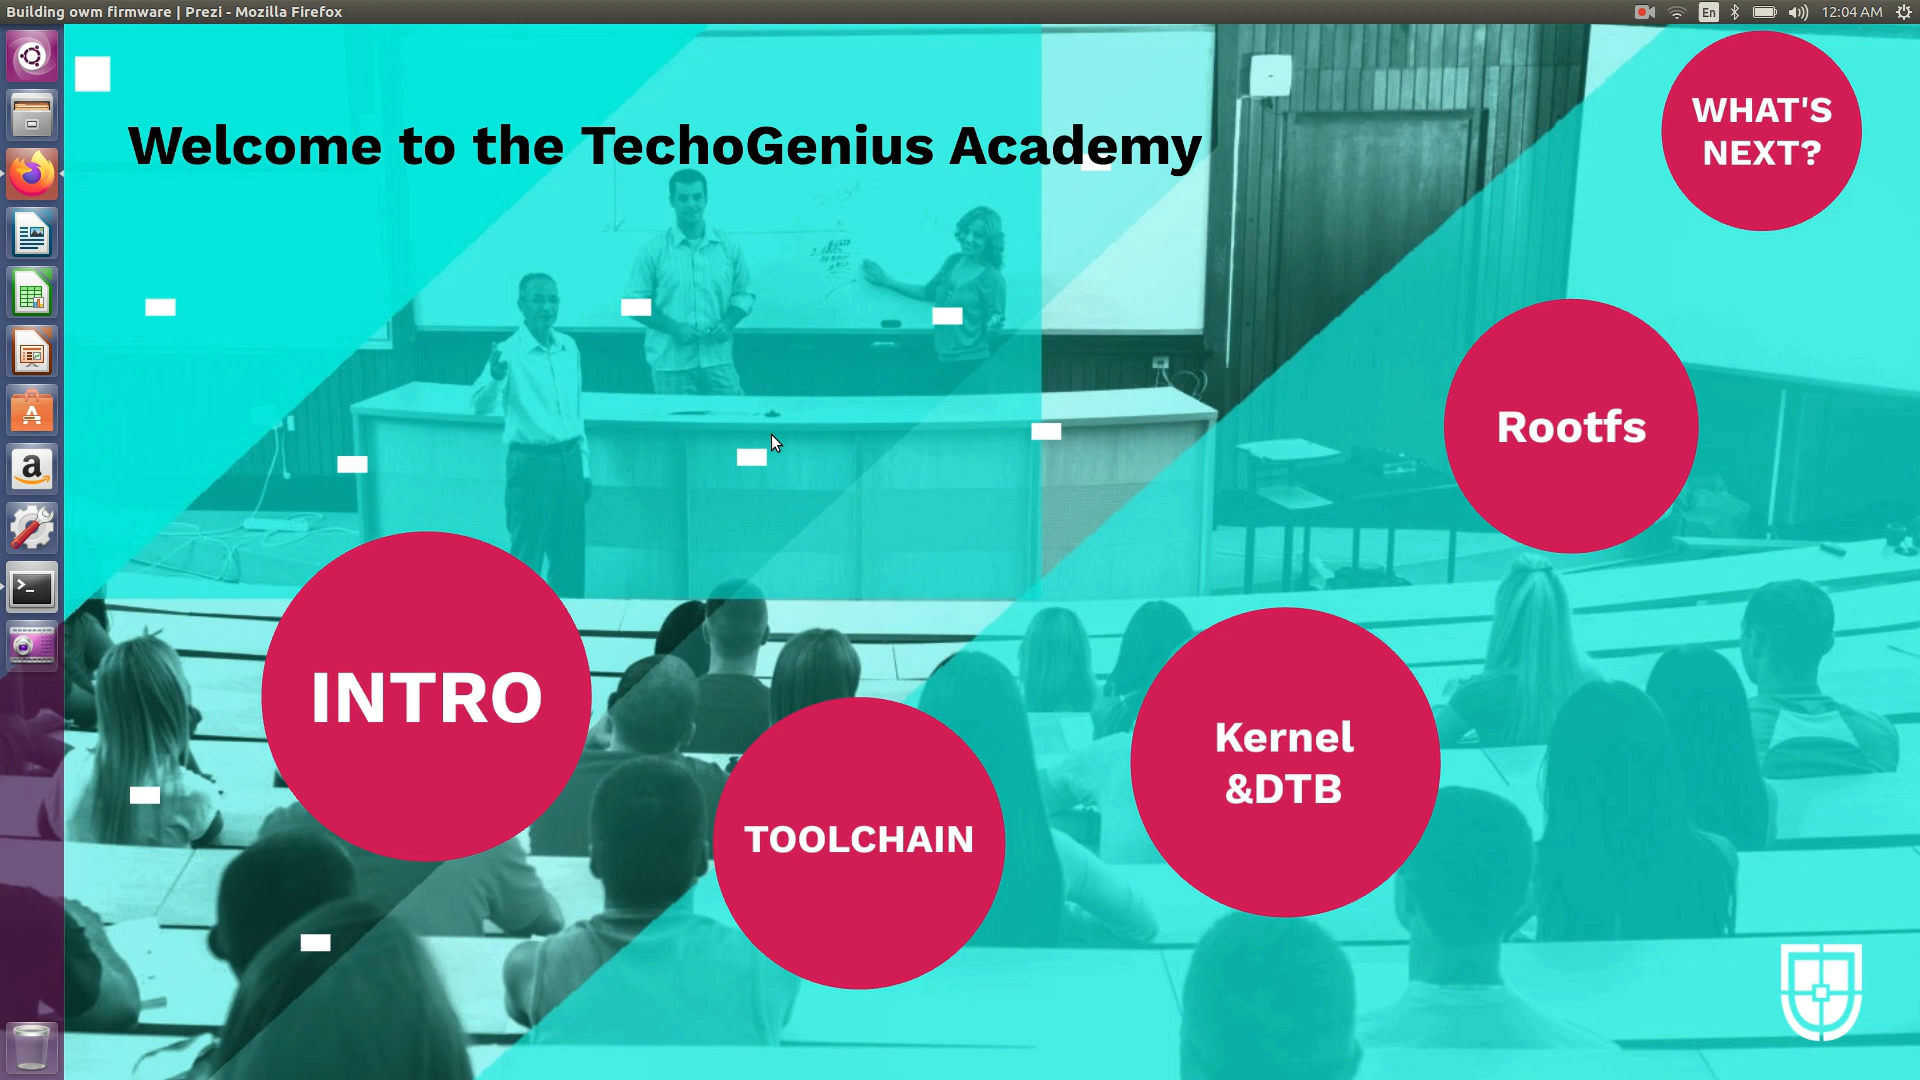 Building owm firmware | Prezi - Mozilla Firefox
En
12:04 AM
Welcome to the TechoGenius Academy
WHAT'S
NEXT?
Rootfs
INTRO
Kernel
&DTB
TOOLCHAIN